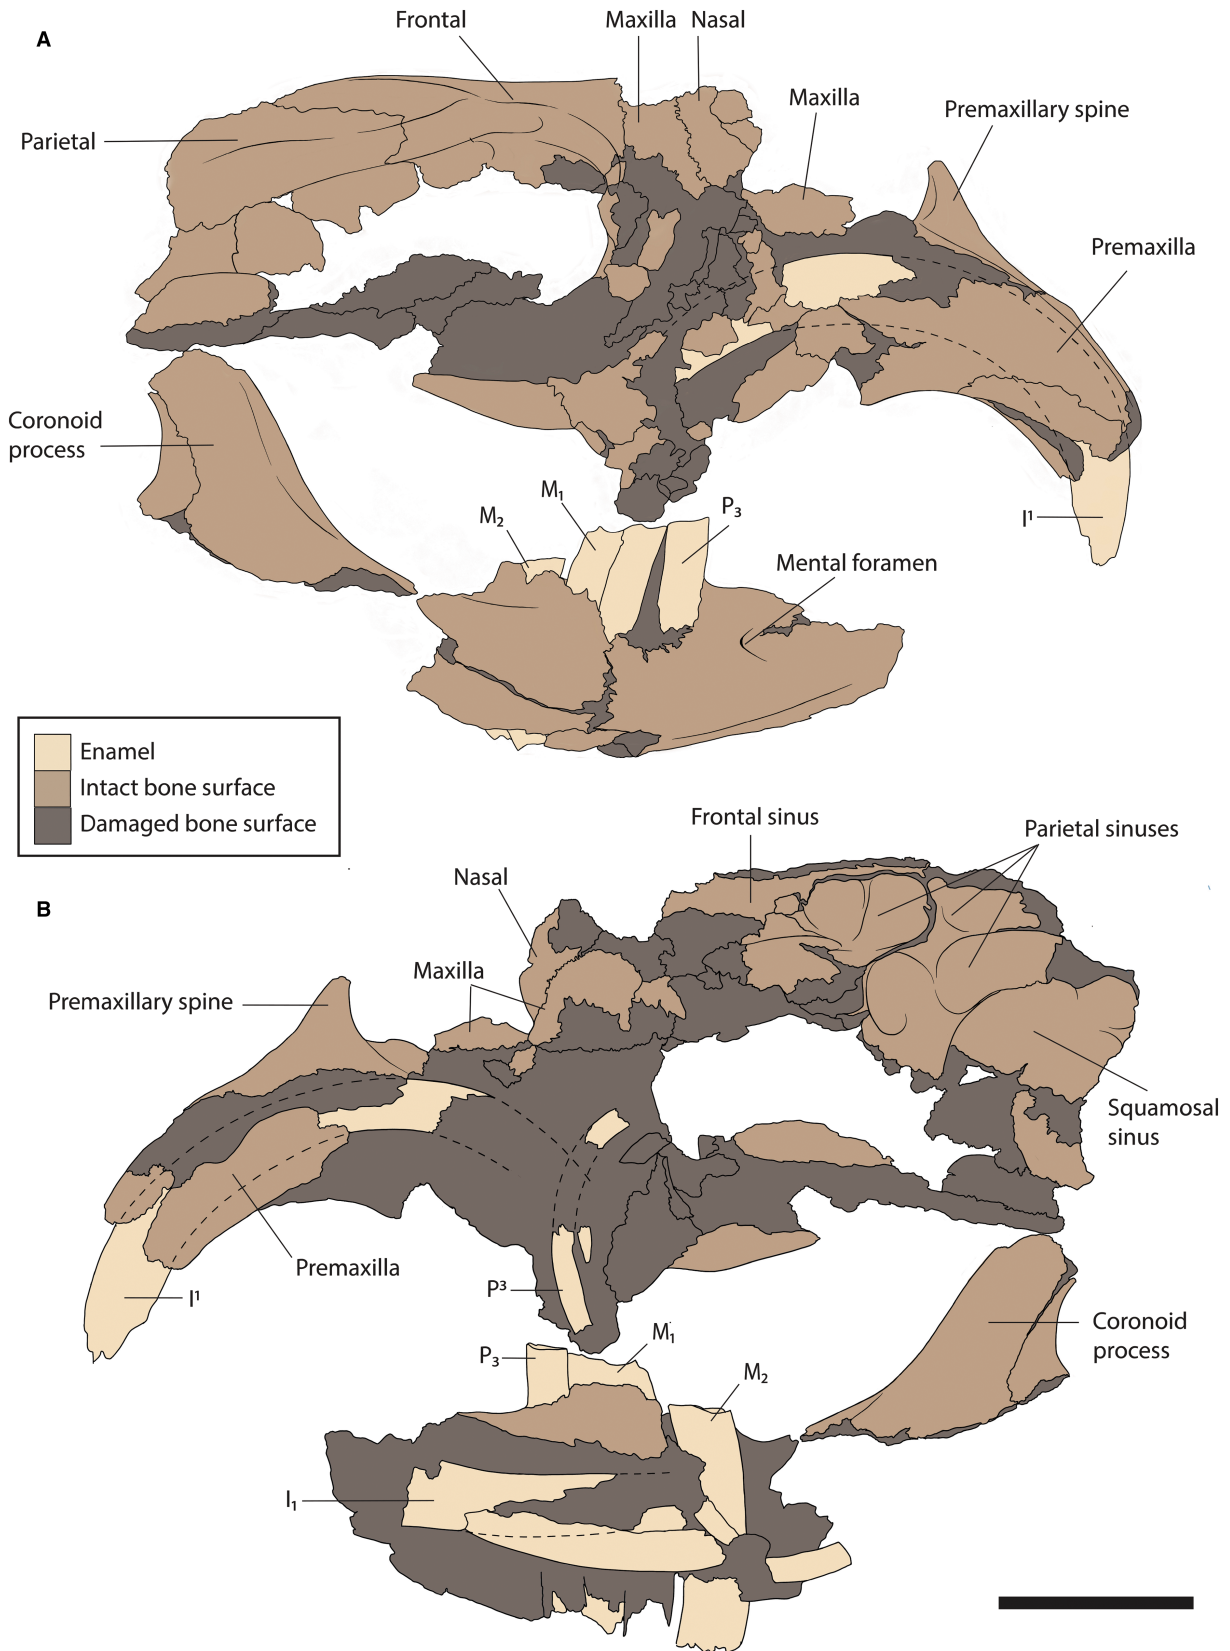 A
Frontal
Maxilla
Nasal
Maxilla
Premaxillary spine
Parietal
Premaxilla
Coronoid
process
M₁
M₂
P₃
I¹
Mental foramen
Enamel
Intact bone surface
Damaged bone surface
B
Frontal sinus
Parietal sinuses
Nasal
Maxilla
Premaxillary spine
Squamosal
sinus
Premaxilla
I¹
P³
P₃
M₁
M₂
Coronoid
process
I₁